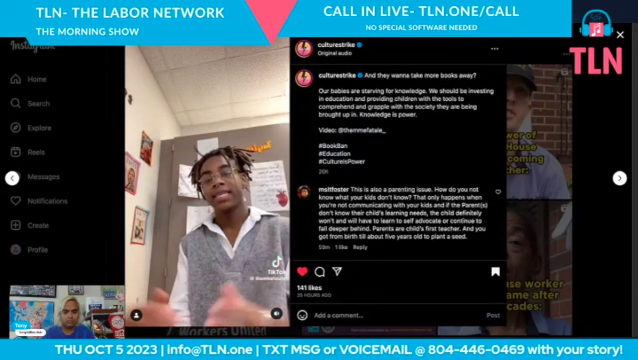 TLN- THE LABOR NETWORK
THE MORNING SHOW
CALL IN LIVE- TLN.ONE/CALL
NO SPECIAL SOFTWARE NEEDED
TLN
Instagram
Home
Search
Explore
Reels
Messages
Notifications
Create
Profile
culturestrike
Original audio
culturestrike And they wanna take more books away?
Our babies are starving for knowledge. We should be investing
in education and providing children with the tools to
comprehend and grapple with the society they are being
brought up in. Knowledge is power.
Video: @themmefatale_
#BookBan
#Education
#CultureisPower
20h
msitfoster This is also a parenting issue. How do you not
know what your kids don't know? That only happens when
you're not communicating with your kids and if the Parent(s)
don't know their child's learning needs, the child definitely
won't and will have to learn to self advocate or continue to
fall deeper behind. Parents are child's first teacher. And you
got from birth till about five years old to plant a seed.
59m 1 like Reply
141 likes
20 HOURS AGO
Add a comment...
Post
TikTok
Tony
Workers United
THU OCT 5 2023 | info@TLN.one | TXT MSG or VOICEMAIL @ 804-446-0469 with your story!